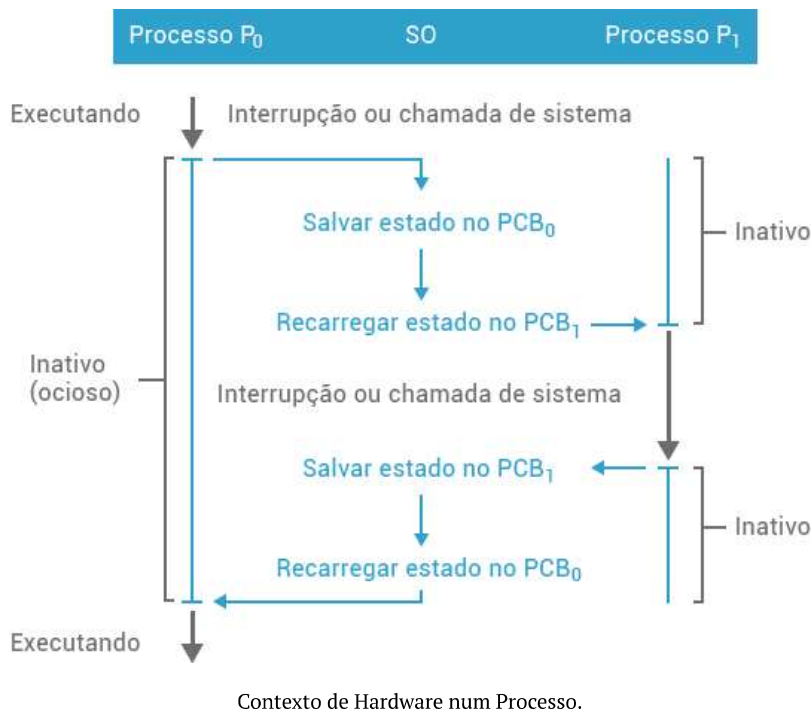 Processo P₀ SO Processo P₁
Executando Interrupção ou chamada de sistema
Salvar estado no PCB₀
Inativo
Recarregar estado no PCB₁
Inativo
(ocioso)
Interrupção ou chamada de sistema
Salvar estado no PCB₁
Inativo
Recarregar estado no PCB₀
Executando
Contexto de Hardware num Processo.